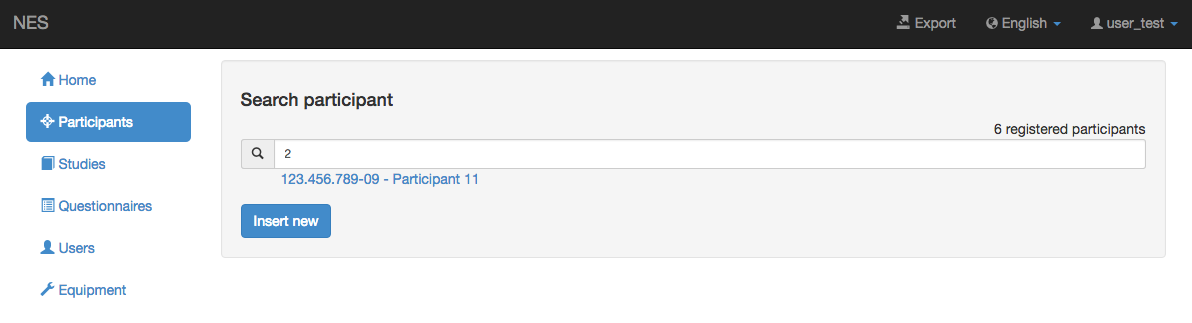 NES
Export
English
user_test
Home
Participants
Studies
Questionnaires
Users
Equipment
Search participant
6 registered participants
2
123.456.789-09 - Participant 11
Insert new